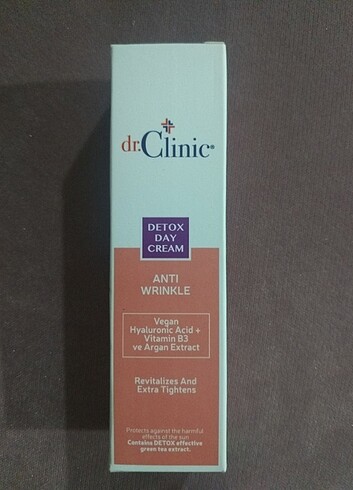 dr.Clinic®
DETOX
DAY
CREAM
ANTI
WRINKLE
Vegan
Hyaluronic Acid +
Vitamin B3
ve Argan Extract
Revitalizes And
Extra Tightens
Protects against the harmful
effects of the sun
Contains DETOX effective
green tea extract.